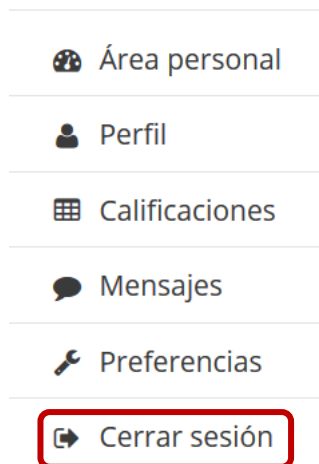 Área personal
Perfil
Calificaciones
Mensajes
Preferencias
Cerrar sesión